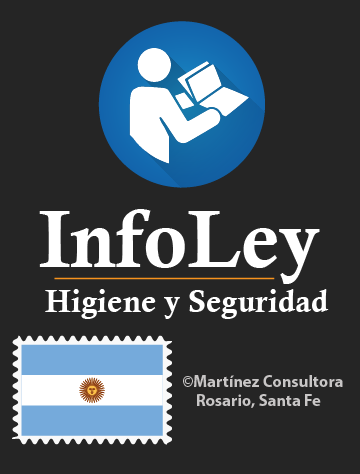 InfoLey
Higiene y Seguridad
©Martínez Consultora
Rosario, Santa Fe